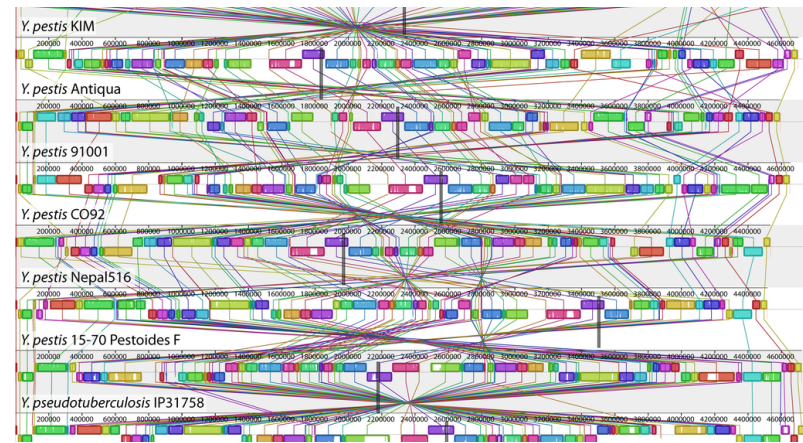 Y. pestis KIM
200000 400000 600000 800000 1000000 1200000 1400000 1600000 1800000 2000000 2200000 2400000 2600000 2800000 3000000 3200000 3400000 3600000 3800000 4000000 4200000 4400000 4600000
Y. pestis Antiqua
200000 400000 600000 800000 1000000 1200000 1400000 1600000 1800000 2000000 2200000 2400000 2600000 2800000 3000000 3200000 3400000 3600000 3800000 4000000 4200000 4400000
Y. pestis 91001
200000 400000 600000 800000 1000000 1200000 1400000 1600000 1800000 2000000 2200000 2400000 2600000 2800000 3000000 3200000 3400000 3600000 3800000 4000000 4200000 4400000 4600000
Y. pestis CO92
200000 400000 600000 800000 1000000 1200000 1400000 1600000 1800000 2000000 2200000 2400000 2600000 2800000 3000000 3200000 3400000 3600000 3800000 4000000 4200000 4400000
Y. pestis Nepal516
200000 400000 600000 800000 1000000 1200000 1400000 1600000 1800000 2000000 2200000 2400000 2600000 2800000 3000000 3200000 3400000 3600000 3800000 4000000 4200000 4400000
Y. pestis 15-70 Pestoides F
200000 400000 600000 800000 1000000 1200000 1400000 1600000 1800000 2000000 2200000 2400000 2600000 2800000 3000000 3200000 3400000 3600000 3800000 4000000 4200000 4400000 4600000
Y. pseudotuberculosis IP31758
200000 400000 600000 800000 1000000 1200000 1400000 1600000 1800000 2000000 2200000 2400000 2600000 2800000 3000000 3200000 3400000 3600000 3800000 4000000 4200000 4400000 4600000